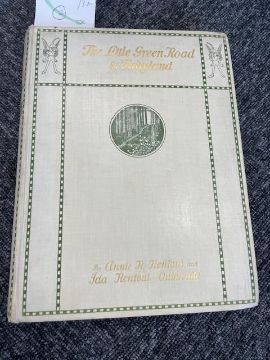 The Little Green Road
to Fairyland
By Annie R. Rentoul and
Ida Rentoul Outhwaite